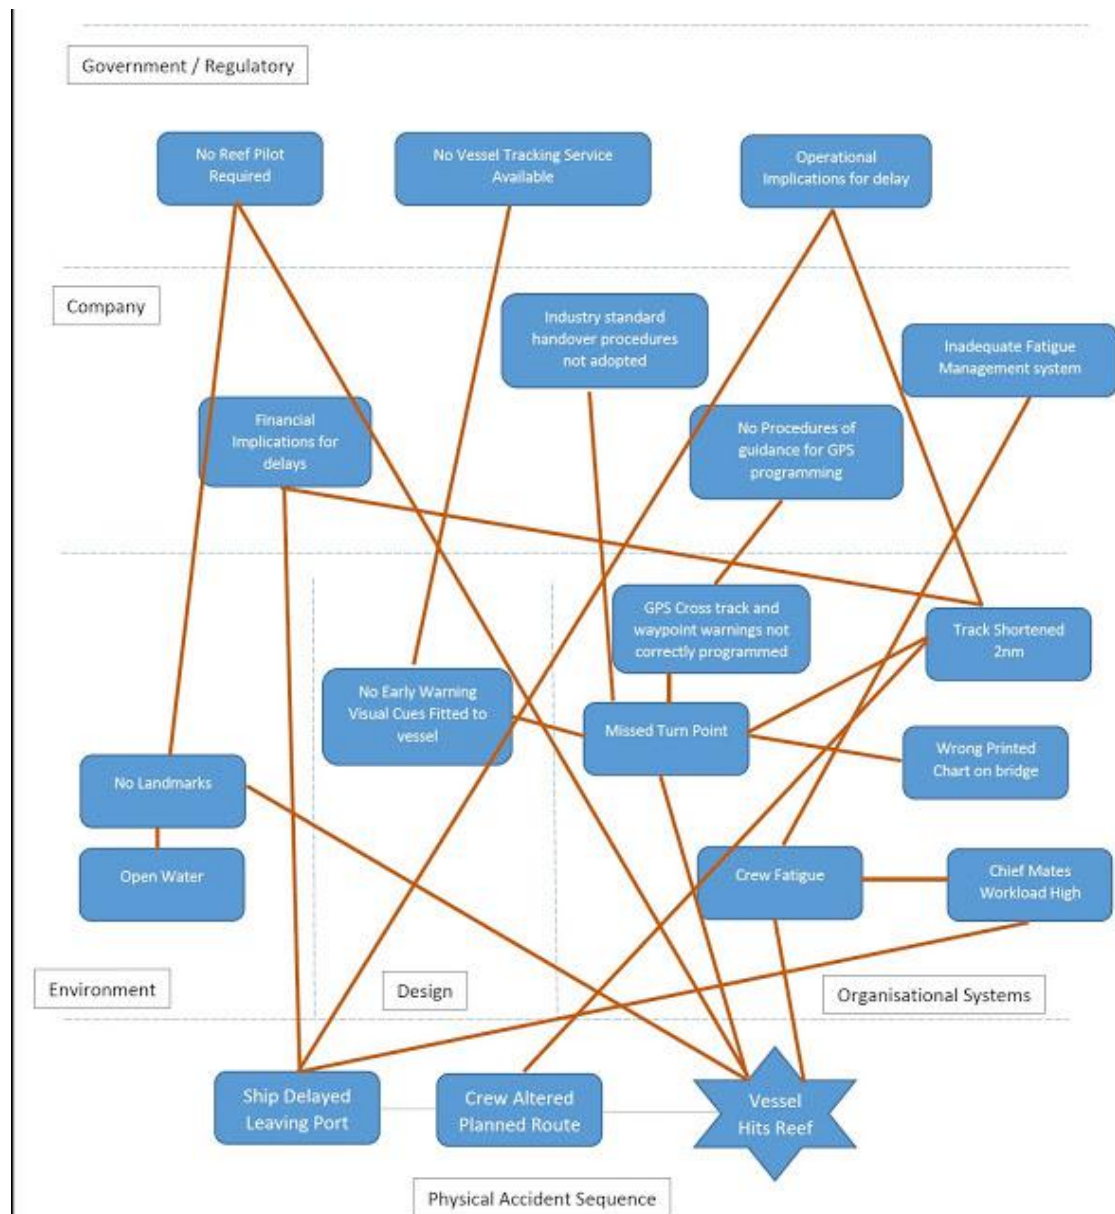 Government / Regulatory
No Reef Pilot
Required
No Vessel Tracking Service
Available
Operational
Implications for delay
Company
Industry standard
handover procedures
not adopted
Inadequate Fatigue
Management system
Financial
Implications for
delays
No Procedures of
guidance for GPS
programming
GPS Cross track and
waypoint warnings not
correctly programmed
Track Shortened
2nm
No Early Warning
Visual Cues Fitted to
vessel
Missed Turn Point
Wrong Printed
Chart on bridge
No Landmarks
Open Water
Crew Fatigue
Chief Mates
Workload High
Environment
Design
Organisational Systems
Ship Delayed
Leaving Port
Crew Altered
Planned Route
Vessel
Hits Reef
Physical Accident Sequence